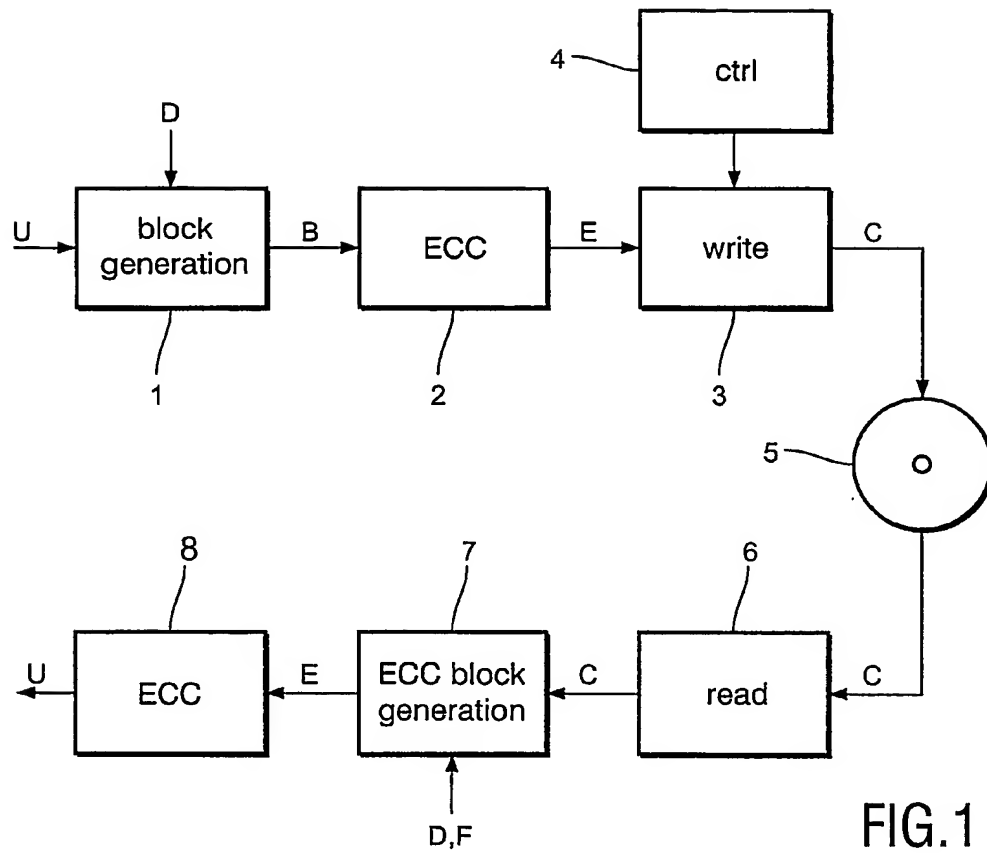 4
ctrl
D
U
block
generation
B
ECC
E
write
C
1
2
3
5
8
7
6
U
ECC
E
ECC block
generation
C
read
C
D,F
FIG.1